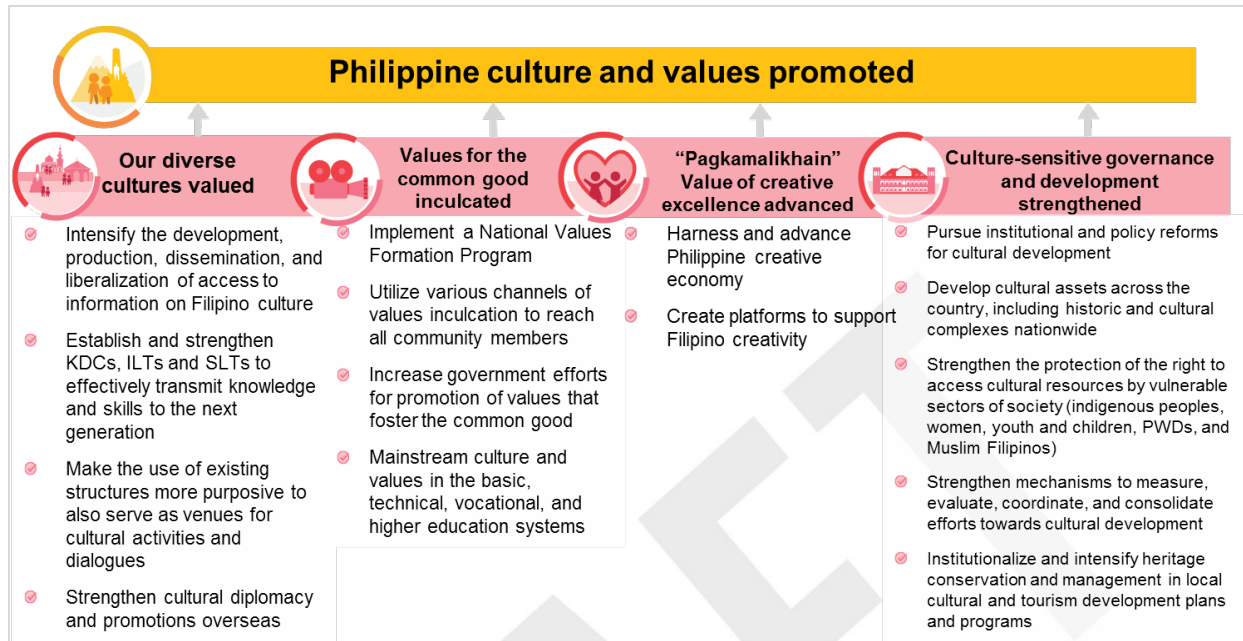 Philippine culture and values promoted
Our diverse
cultures valued
Intensify the development,
production, dissemination, and
liberalization of access to
information on Filipino culture
Establish and strengthen
KDCs, ILTs and SLTs to
effectively transmit knowledge
and skills to the next
generation
Make the use of existing
structures more purposive to
also serve as venues for
cultural activities and
dialogues
Strengthen cultural diplomacy
and promotions overseas
Values for the
common good
inculcated
Implement a National Values
Formation Program
Utilize various channels of
values inculcation to reach
all community members
Increase government efforts
for promotion of values that
foster the common good
Mainstream culture and
values in the basic,
technical, vocational, and
higher education systems
“Pagkamalikhain”
Value of creative
excellence advanced
Harness and advance
Philippine creative
economy
Create platforms to support
Filipino creativity
Culture-sensitive governance
and development
strengthened
Pursue institutional and policy reforms
for cultural development
Develop cultural assets across the
country, including historic and cultural
complexes nationwide
Strengthen the protection of the right to
access cultural resources by vulnerable
sectors of society (indigenous peoples,
women, youth and children, PWDs, and
Muslim Filipinos)
Strengthen mechanisms to measure,
evaluate, coordinate, and consolidate
efforts towards cultural development
Institutionalize and intensify heritage
conservation and management in local
cultural and tourism development plans
and programs